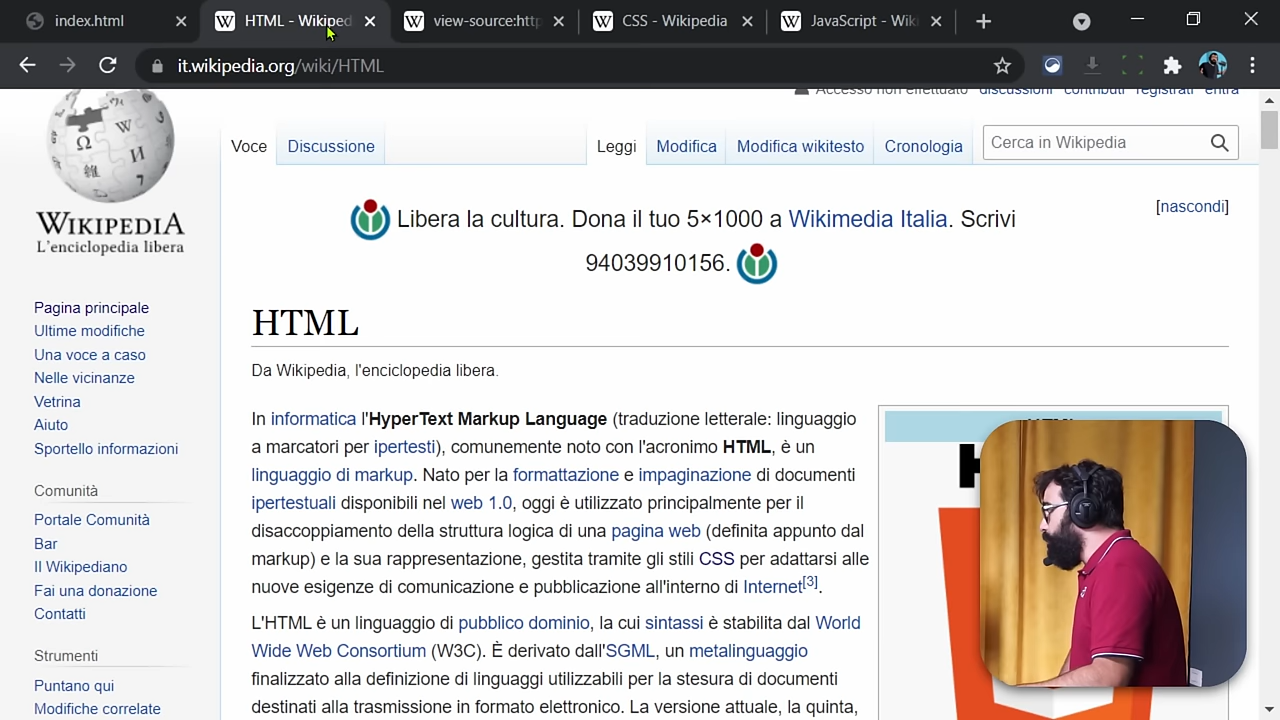 index.html
HTML - Wikiped
view-source:http
CSS - Wikipedia
JavaScript - Wiki
it.wikipedia.org/wiki/HTML
Accesso non effettuato discussioni contributi registrati entra
Voce Discussione Leggi Modifica Modifica wikitesto Cronologia Cerca in Wikipedia
WIKIPEDIA
L'enciclopedia libera
Libera la cultura. Dona il tuo 5×1000 a Wikimedia Italia. Scrivi
94039910156.
[nascondi]
Pagina principale
Ultime modifiche
Una voce a caso
Nelle vicinanze
Vetrina
Aiuto
Sportello informazioni
Comunità
Portale Comunità
Bar
Il Wikipediano
Fai una donazione
Contatti
Strumenti
Puntano qui
Modifiche correlate
HTML
Da Wikipedia, l'enciclopedia libera.
In informatica l'HyperText Markup Language (traduzione letterale: linguaggio
a marcatori per ipertesti), comunemente noto con l'acronimo HTML, è un
linguaggio di markup. Nato per la formattazione e impaginazione di documenti
ipertestuali disponibili nel web 1.0, oggi è utilizzato principalmente per il
disaccoppiamento della struttura logica di una pagina web (definita appunto dal
markup) e la sua rappresentazione, gestita tramite gli stili CSS per adattarsi alle
nuove esigenze di comunicazione e pubblicazione all'interno di Internet[3].
L'HTML è un linguaggio di pubblico dominio, la cui sintassi è stabilita dal World
Wide Web Consortium (W3C). È derivato dall'SGML, un metalinguaggio
finalizzato alla definizione di linguaggi utilizzabili per la stesura di documenti
destinati alla trasmissione in formato elettronico. La versione attuale, la quinta,